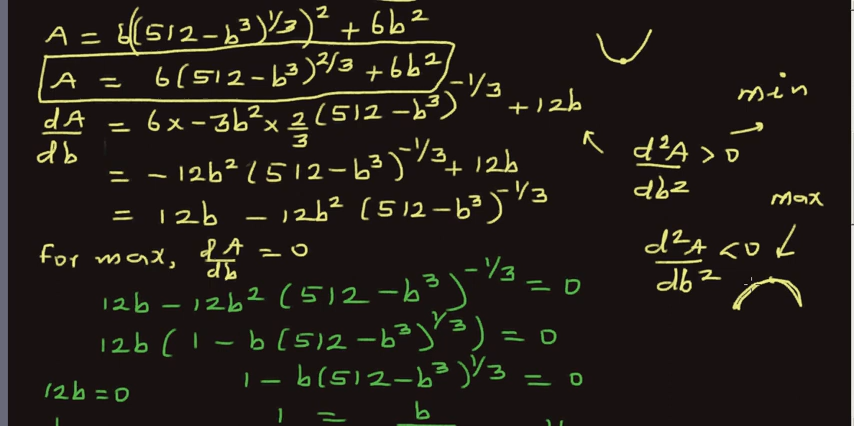 A = 6((512-b³)^1/3)² + 6b²
A = 6(512-b³)^2/3 + 6b²
dA/db = 6x-3b²x 2/3 (512-b³)^-1/3 + 12b
= -12b²(512-b³)^-1/3 + 12b
= 12b - 12b² (512-b³)^-1/3
for max, dA/db = 0
12b-12b² (512-b³)^-1/3 = 0
12b(1-b(512-b³)^1/3) = 0
12b=0
1-b(512-b³)^1/3 = 0
1 = b
min
d²A/db² > 0
max
d²A/db² < 0